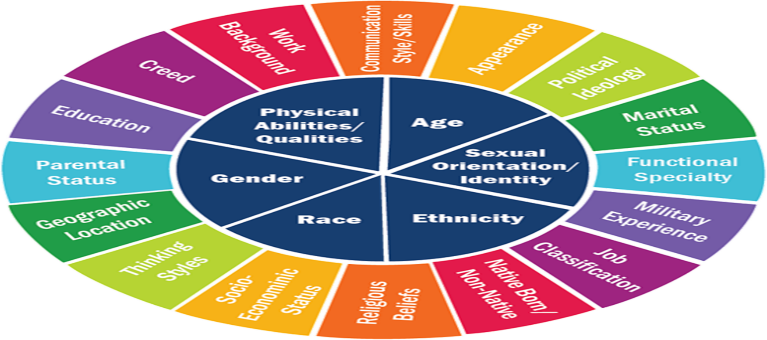 Communication
Style/Skills
Appearance
Political
Ideology
Marital
Status
Functional
Specialty
Military
Experience
Job
Classification
Native Born/
Non-Native
Religious
Beliefs
Socio-
Econominic
Status
Thinking
Styles
Geographic
Location
Parental
Status
Education
Creed
Work
Background
Age
Sexual
Orientation/
Identity
Ethnicity
Race
Gender
Physical
Abilities/
Qualities